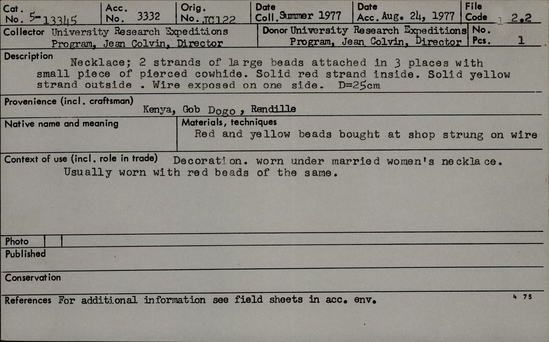 Cat. No. 5-13345 Acc. No. 3332 Orig. No. JC122 Date Coll. Summer 1977 Date Acc. Aug. 24, 1977 File Code 2.2
Collector University Research Expeditions Program, Jean Colvin, Director Donor University Research Expeditions Program, Jean Colvin, Director No. Pcs. 1
Description
Necklace; 2 strands of large beads attached in 3 places with
small piece of pierced cowhide. Solid red strand inside. Solid yellow
strand outside . Wire exposed on one side. D=25cm
Provenience (incl. craftsman)
Kenya, Gob Dogo , Rendille
Native name and meaning
Materials, techniques
Red and yellow beads bought at shop strung on wire
Context of use (incl. role in trade) Decoration. worn under married women's necklace.
Usually worn with red beads of the same.
Photo
Published
Conservation
References For additional information see field sheets in acc. env.
4 75